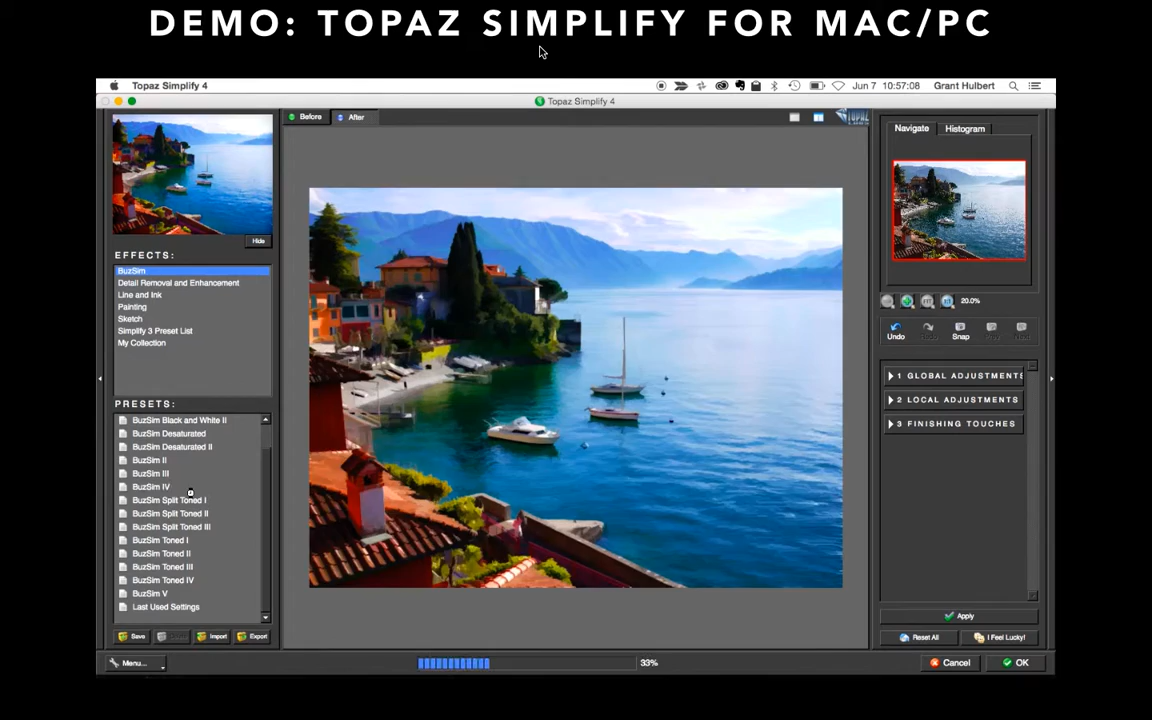 DEMO: TOPAZ SIMPLIFY FOR MAC/PC
Topaz Simplify 4
Jun 7 10:57:08
Grant Hulbert
Topaz Simplify 4
Before
After
TOPAZ
Hide
EFFECTS:
BuzSim
Detail Removal and Enhancement
Line and Ink
Painting
Sketch
Simplify 3 Preset List
My Collection
PRESETS:
BuzSim Black and White II
BuzSim Desaturated
BuzSim Desaturated II
BuzSim II
BuzSim III
BuzSim IV
BuzSim Split Toned I
BuzSim Split Toned II
BuzSim Split Toned III
BuzSim Toned I
BuzSim Toned II
BuzSim Toned III
BuzSim Toned IV
BuzSim V
Last Used Settings
Save
Import
Export
Menu...
33%
Navigate
Histogram
20.0%
Undo
Snap
1 GLOBAL ADJUSTMENTS
2 LOCAL ADJUSTMENTS
3 FINISHING TOUCHES
Apply
Reset All
I Feel Lucky!
Cancel
OK